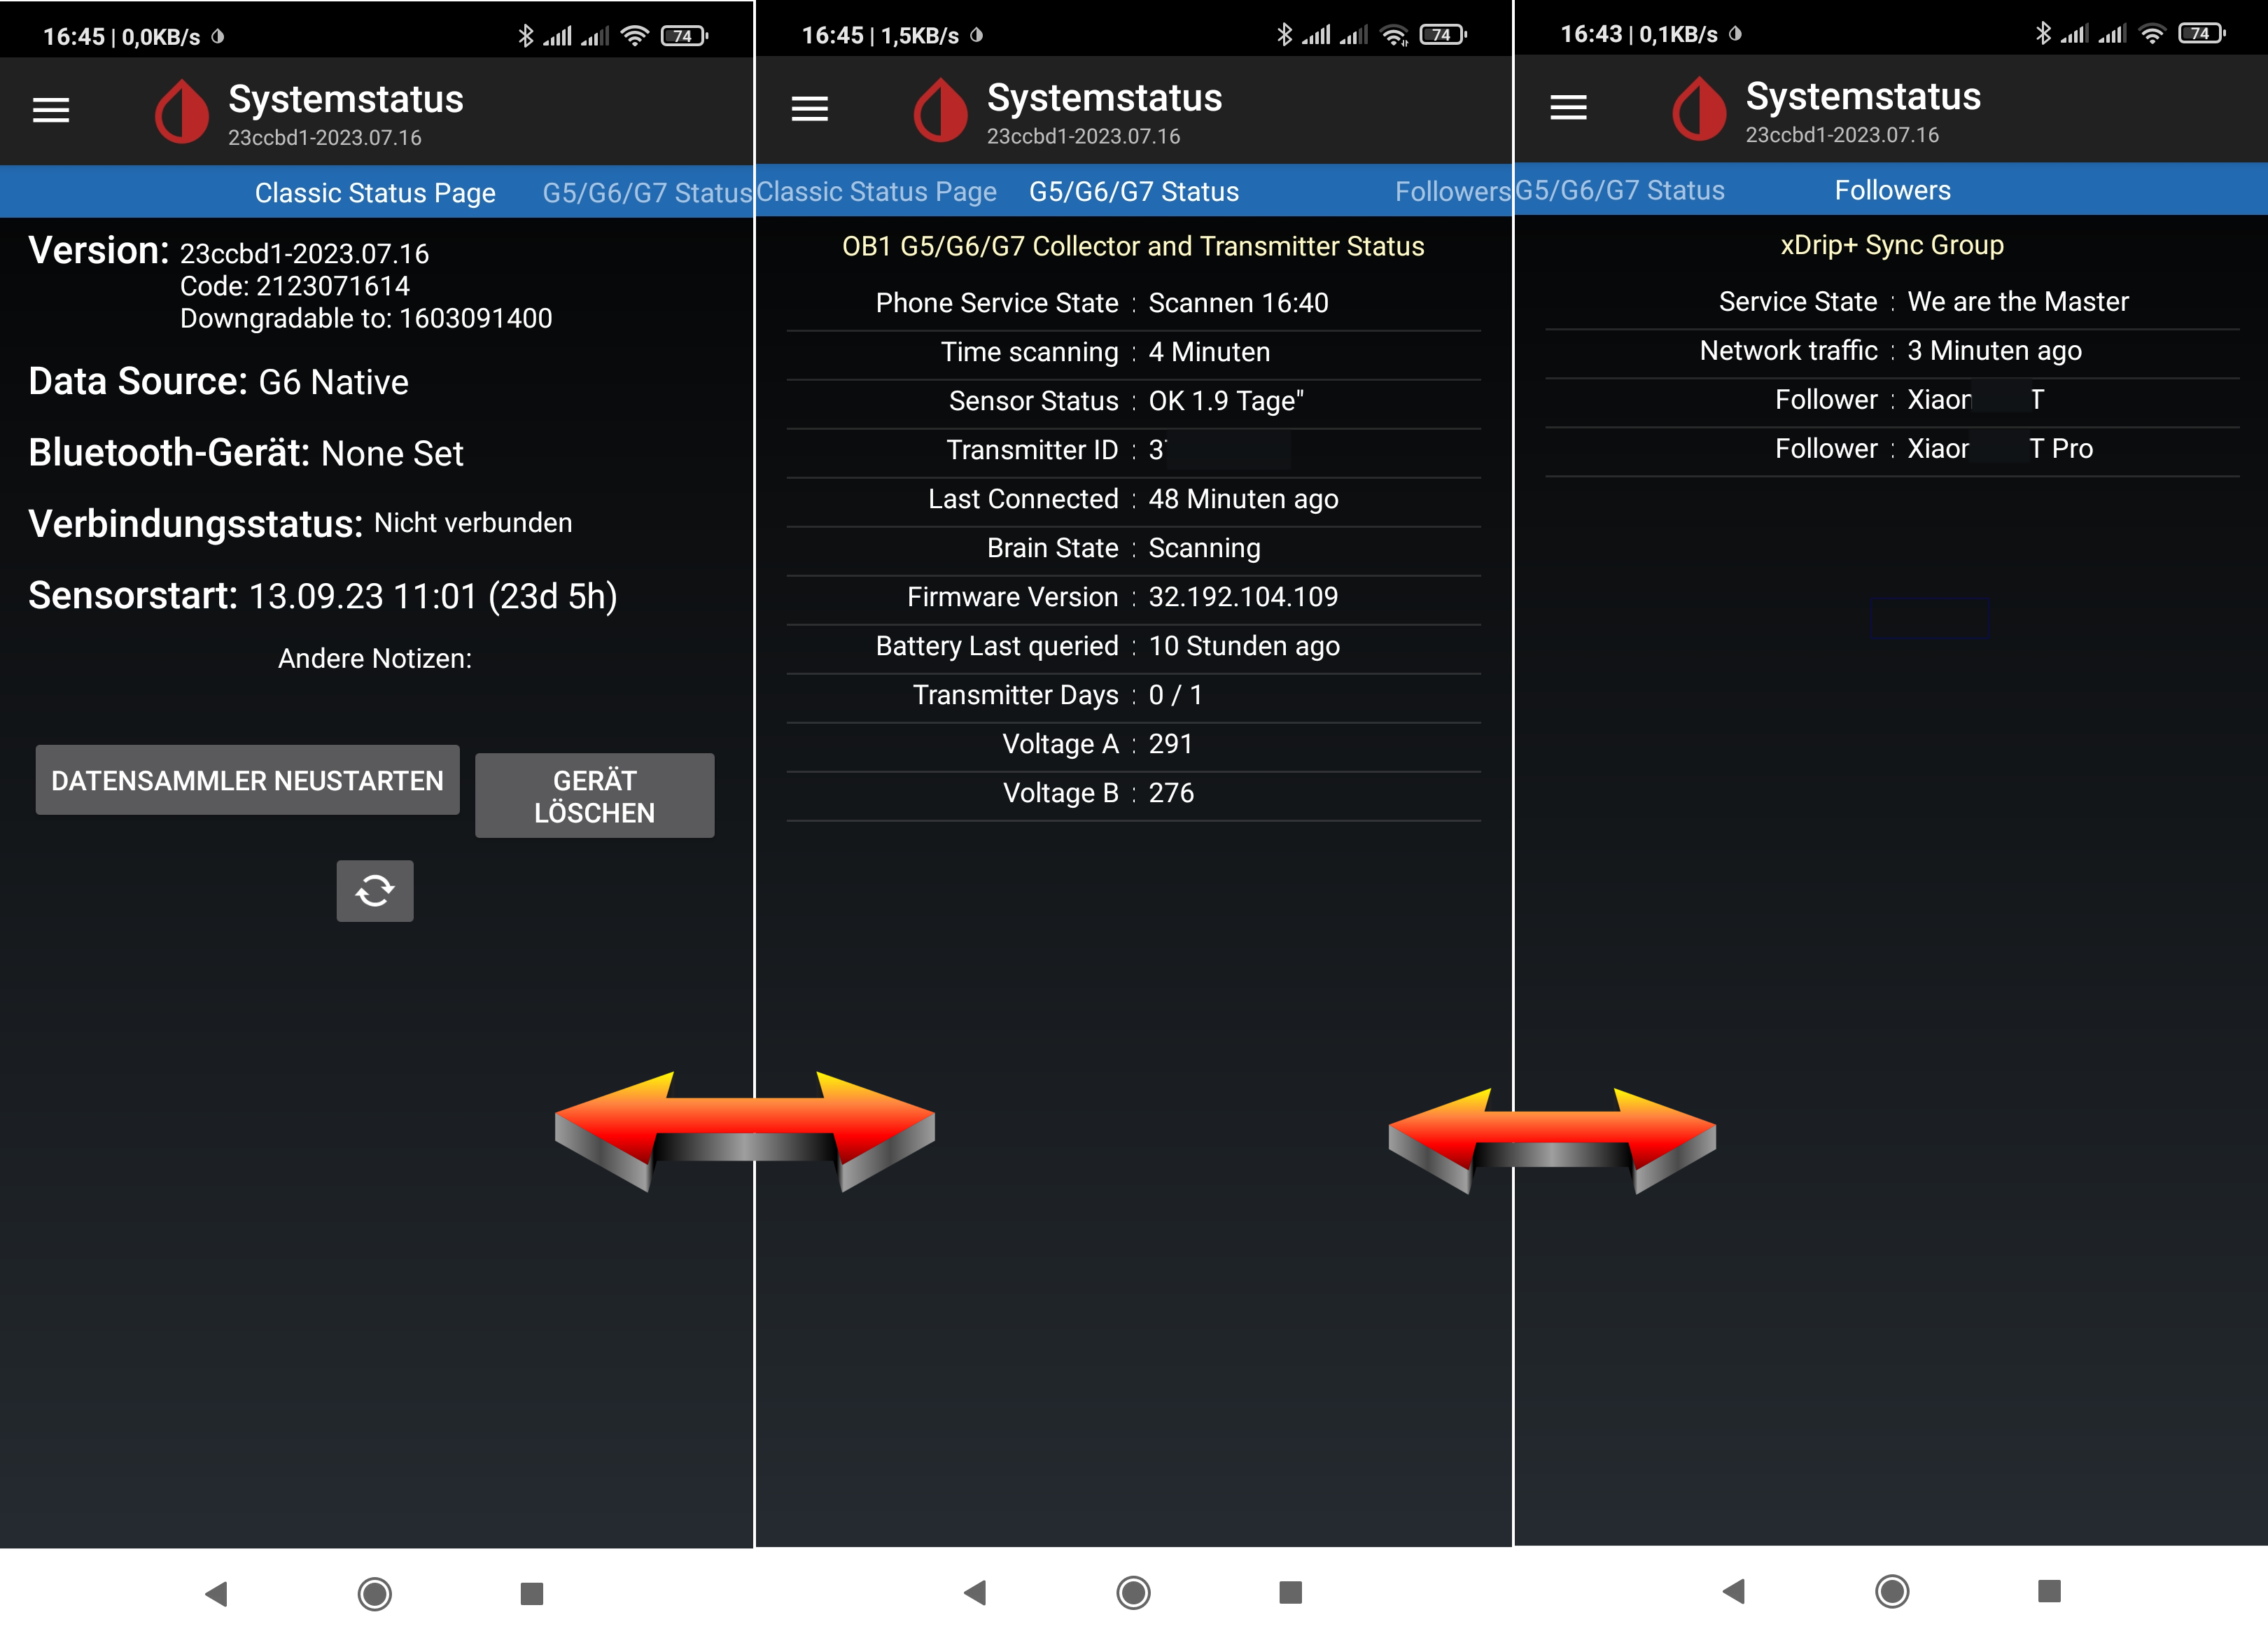 16:45 | 0,0KB/s
74
Systemstatus
23ccbd1-2023.07.16
Classic Status Page G5/G6/G7 Status
Version: 23ccbd1-2023.07.16
Code: 2123071614
Downgradable to: 1603091400
Data Source: G6 Native
Bluetooth-Gerät: None Set
Verbindungsstatus: Nicht verbunden
Sensorstart: 13.09.23 11:01 (23d 5h)
Andere Notizen:
DATENSAMMLER NEUSTARTEN
GERÄT
LÖSCHEN
16:45 | 1,5KB/s
74
Systemstatus
23ccbd1-2023.07.16
Classic Status Page G5/G6/G7 Status Followers
OB1 G5/G6/G7 Collector and Transmitter Status
Phone Service State : Scannen 16:40
Time scanning : 4 Minuten
Sensor Status : OK 1.9 Tage"
Transmitter ID : 3
Last Connected : 48 Minuten ago
Brain State : Scanning
Firmware Version : 32.192.104.109
Battery Last queried : 10 Stunden ago
Transmitter Days : 0 / 1
Voltage A : 291
Voltage B : 276
16:43 | 0,1KB/s
74
Systemstatus
23ccbd1-2023.07.16
G5/G6/G7 Status Followers
xDrip+ Sync Group
Service State : We are the Master
Network traffic : 3 Minuten ago
Follower : Xiaor T
Follower : Xiaor T Pro